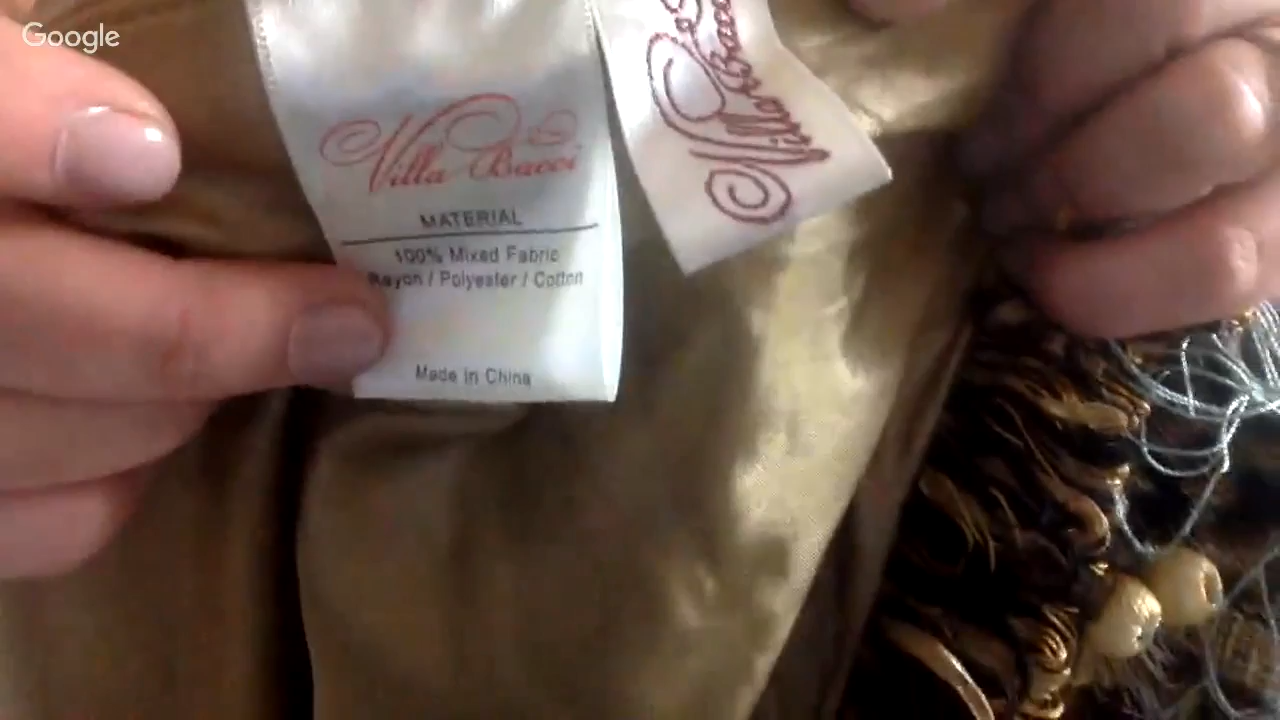 Google
Villa Bacci
MATERIAL
100% Mixed Fabric
Rayon / Polyester / Cotton
Made In China
Villa Bacci